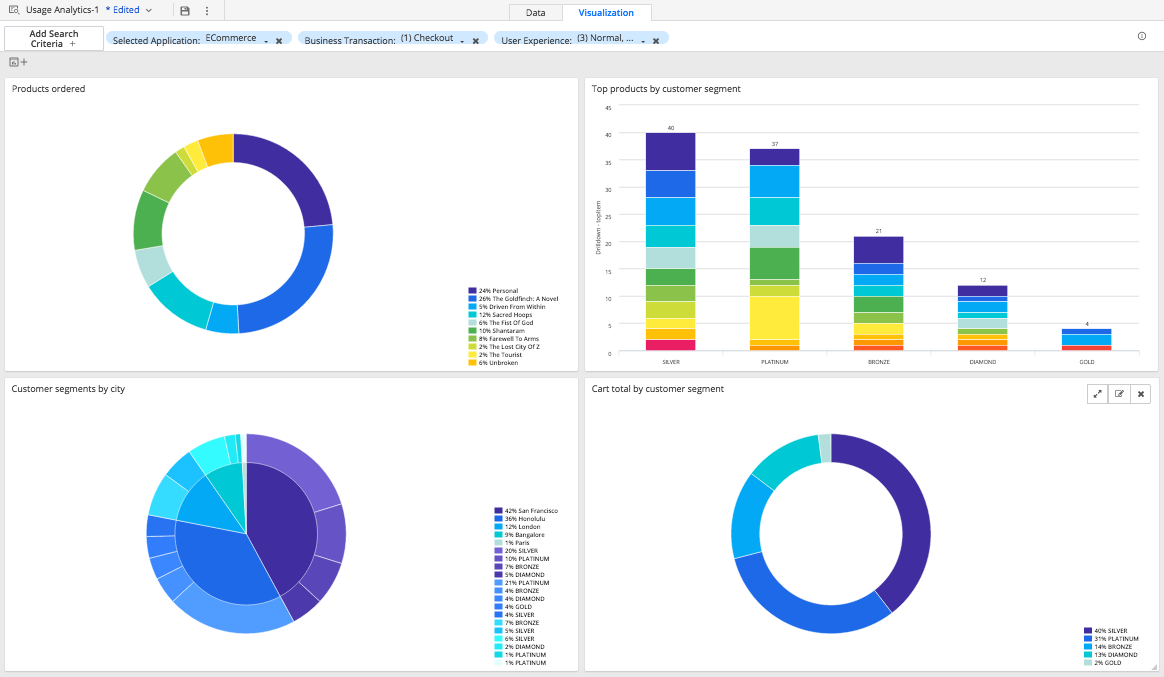 Usage Analytics-1 * Edited
Data
Visualization
Add Search
Criteria +
Selected Application: ECommerce
Business Transaction: (1) Checkout
User Experience: (3) Normal, ...
Products ordered
24% Personal
26% The Goldfinch: A Novel
5% Driven From Within
12% Sacred Hoops
6% The Fist Of God
10% Shantaram
8% Farewell To Arms
2% The Lost City Of Z
2% The Tourist
6% Unbroken
Top products by customer segment
Drilldown - topItem
45
40
35
30
25
20
15
10
5
0
40
37
21
12
4
SILVER
PLATINUM
BRONZE
DIAMOND
GOLD
Customer segments by city
42% San Francisco
36% Honolulu
12% London
9% Bangalore
1% Paris
20% SILVER
10% PLATINUM
7% BRONZE
5% DIAMOND
21% PLATINUM
4% BRONZE
4% DIAMOND
4% GOLD
4% SILVER
7% BRONZE
5% SILVER
6% SILVER
2% DIAMOND
1% PLATINUM
1% PLATINUM
Cart total by customer segment
40% SILVER
31% PLATINUM
14% BRONZE
13% DIAMOND
2% GOLD